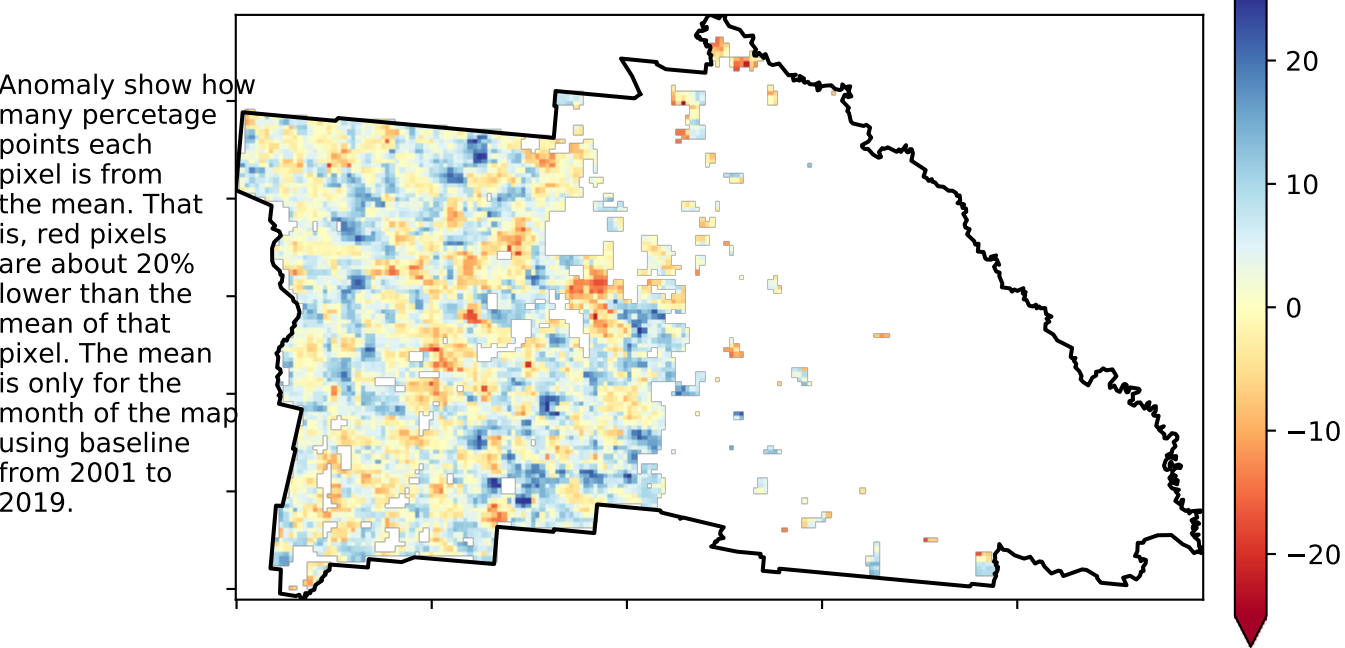 Anomaly show how
many percetage
points each
pixel is from
the mean. That
is, red pixels
are about 20%
lower than the
mean of that
pixel. The mean
is only for the
month of the map
using baseline
from 2001 to
2019.
20
10
0
−10
−20